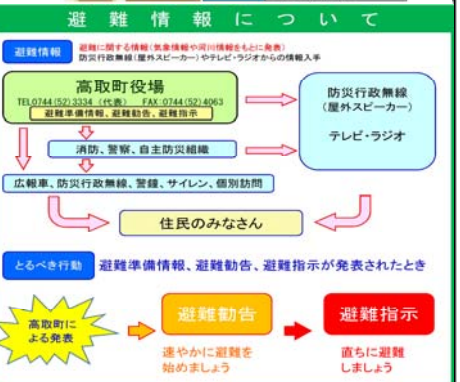 避難情報について
避難情報
避難に関する情報(気象情報や河川情報をもとに発表)
防災行政無線(屋外スピーカー)やテレビ・ラジオからの情報入手
高取町役場
TEL0744(52)3334 (代表) FAX:0744(52)4063
避難準備情報、避難勧告、避難指示
防災行政無線
(屋外スピーカー)
テレビ・ラジオ
消防、警察、自主防災組織
広報車、防災行政無線、警鐘、サイレン、個別訪問
住民のみなさん
とるべき行動
避難準備情報、避難勧告、避難指示が発表されたとき
高取町に
よる発表
避難勧告
避難指示
速やかに避難を
始めましょう
直ちに避難
しましょう